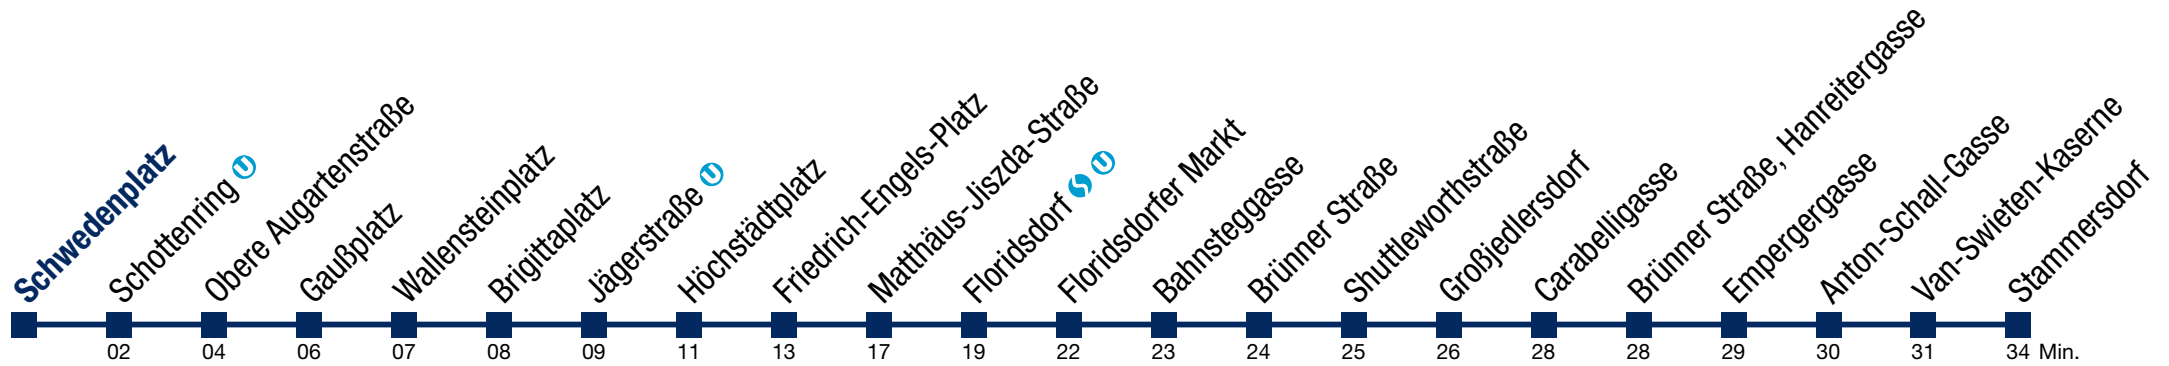 Schwedenplatz
Schottenring U
Obere Augartenstraße
Gaußplatz
Wallensteinplatz
Brigittaplatz
Jägerstraße U
Höchstädtplatz
Friedrich-Engels-Platz
Matthäus-Jiszda-Straße
Floridsdorf S U
Floridsdorfer Markt
Bahnsteggasse
Brünner Straße
Shuttleworthstraße
Großjedlersdorf
Carabelligasse
Brünner Straße, Hanreitergasse
Empergergasse
Anton-Schall-Gasse
Van-Swieten-Kaserne
Stammersdorf
02 04 06 07 08 09 11 13 17 19 22 23 24 25 26 28 28 29 30 31 34 Min.